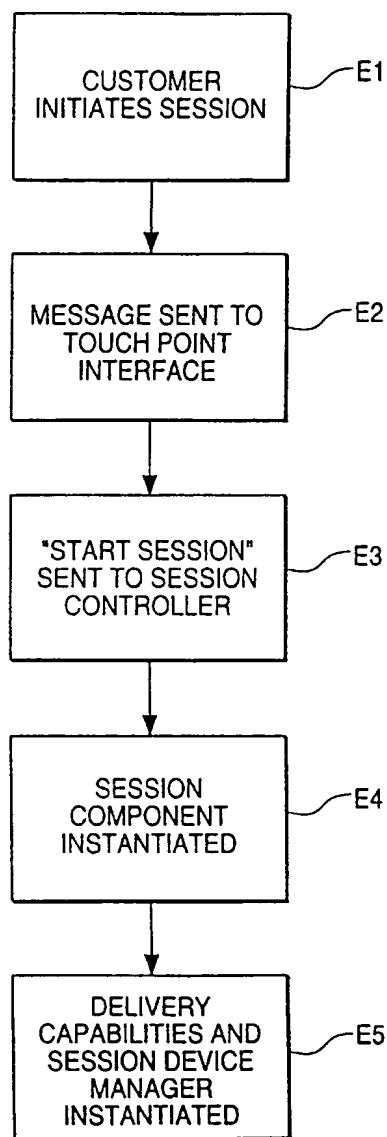 CUSTOMER
INITIATES SESSION
E1
MESSAGE SENT TO
TOUCH POINT
INTERFACE
E2
"START SESSION"
SENT TO SESSION
CONTROLLER
E3
SESSION
COMPONENT
INSTANTIATED
E4
DELIVERY
CAPABILITIES AND
SESSION DEVICE
MANAGER
INSTANTIATED
E5